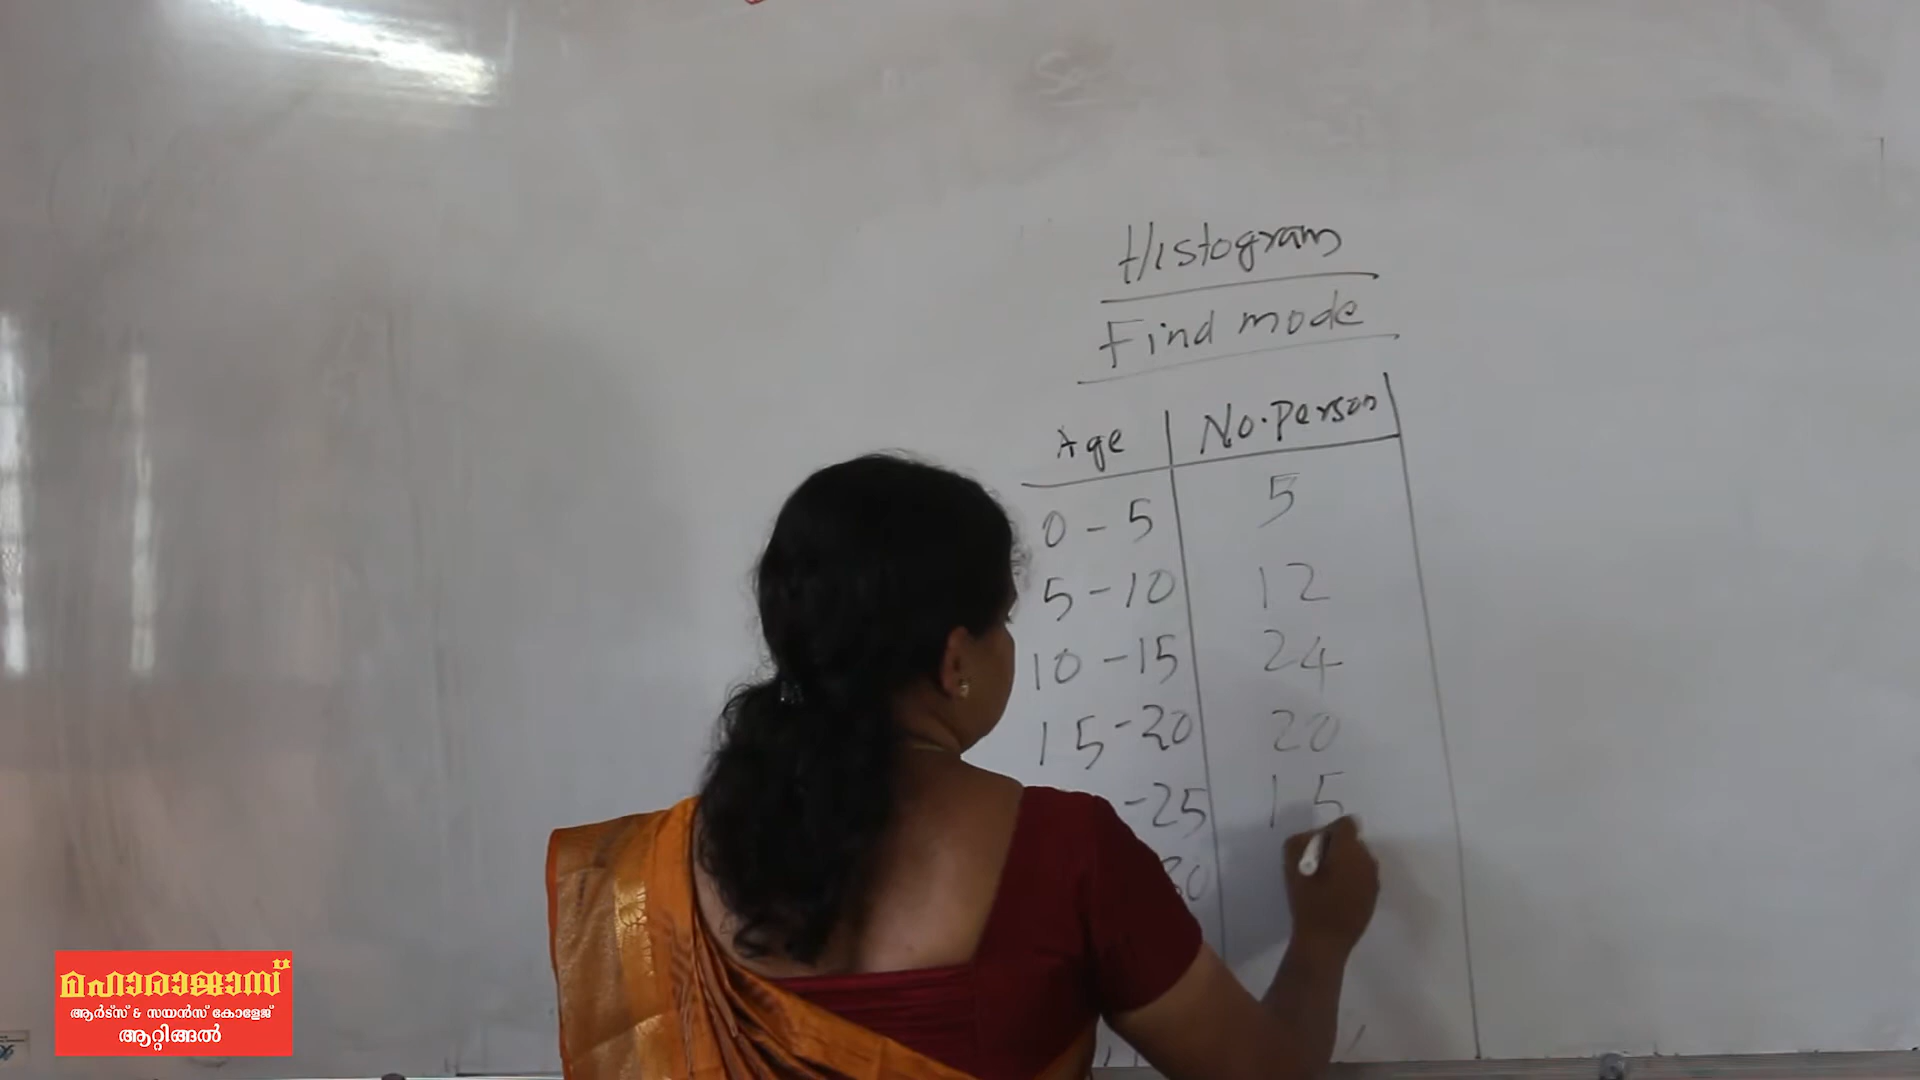 Histogram
Find mode
Age No. Person
0 - 5 5
5 - 10 12
10 - 15 24
15 - 20 20
- 25 15
30
മഹാരാജാസ്
ആർട്സ് & സയൻസ് കോളേജ്
ആറ്റിങ്ങൽ